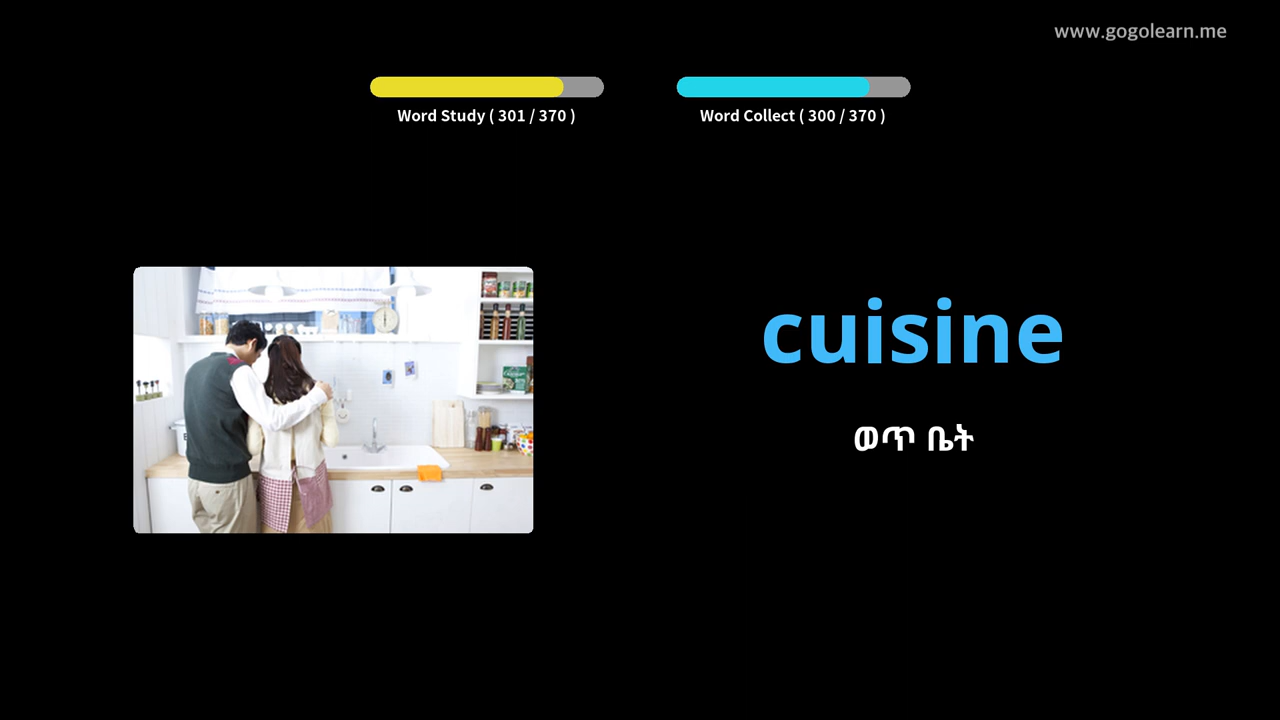 www.gogolearn.me
Word Study ( 301 / 370 )
Word Collect ( 300 / 370 )
cuisine
ወጥ ቤት